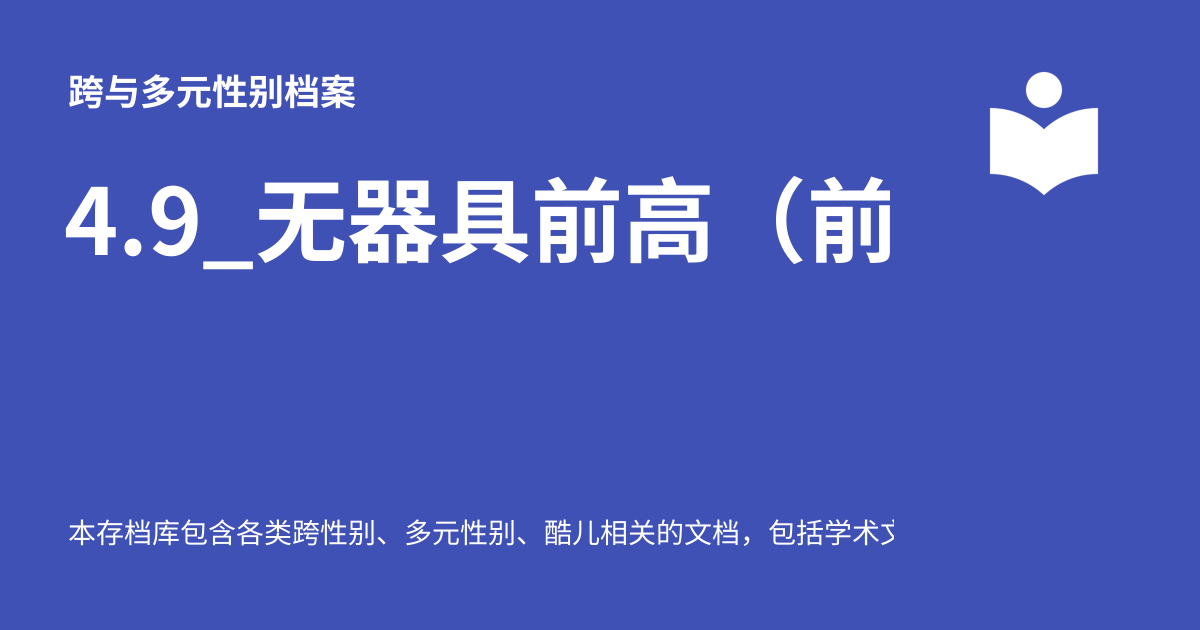 跨与多元性别档案
4.9_无器具前高（前
本存档库包含各类跨性别、多元性别、酷儿相关的文档，包括学术文